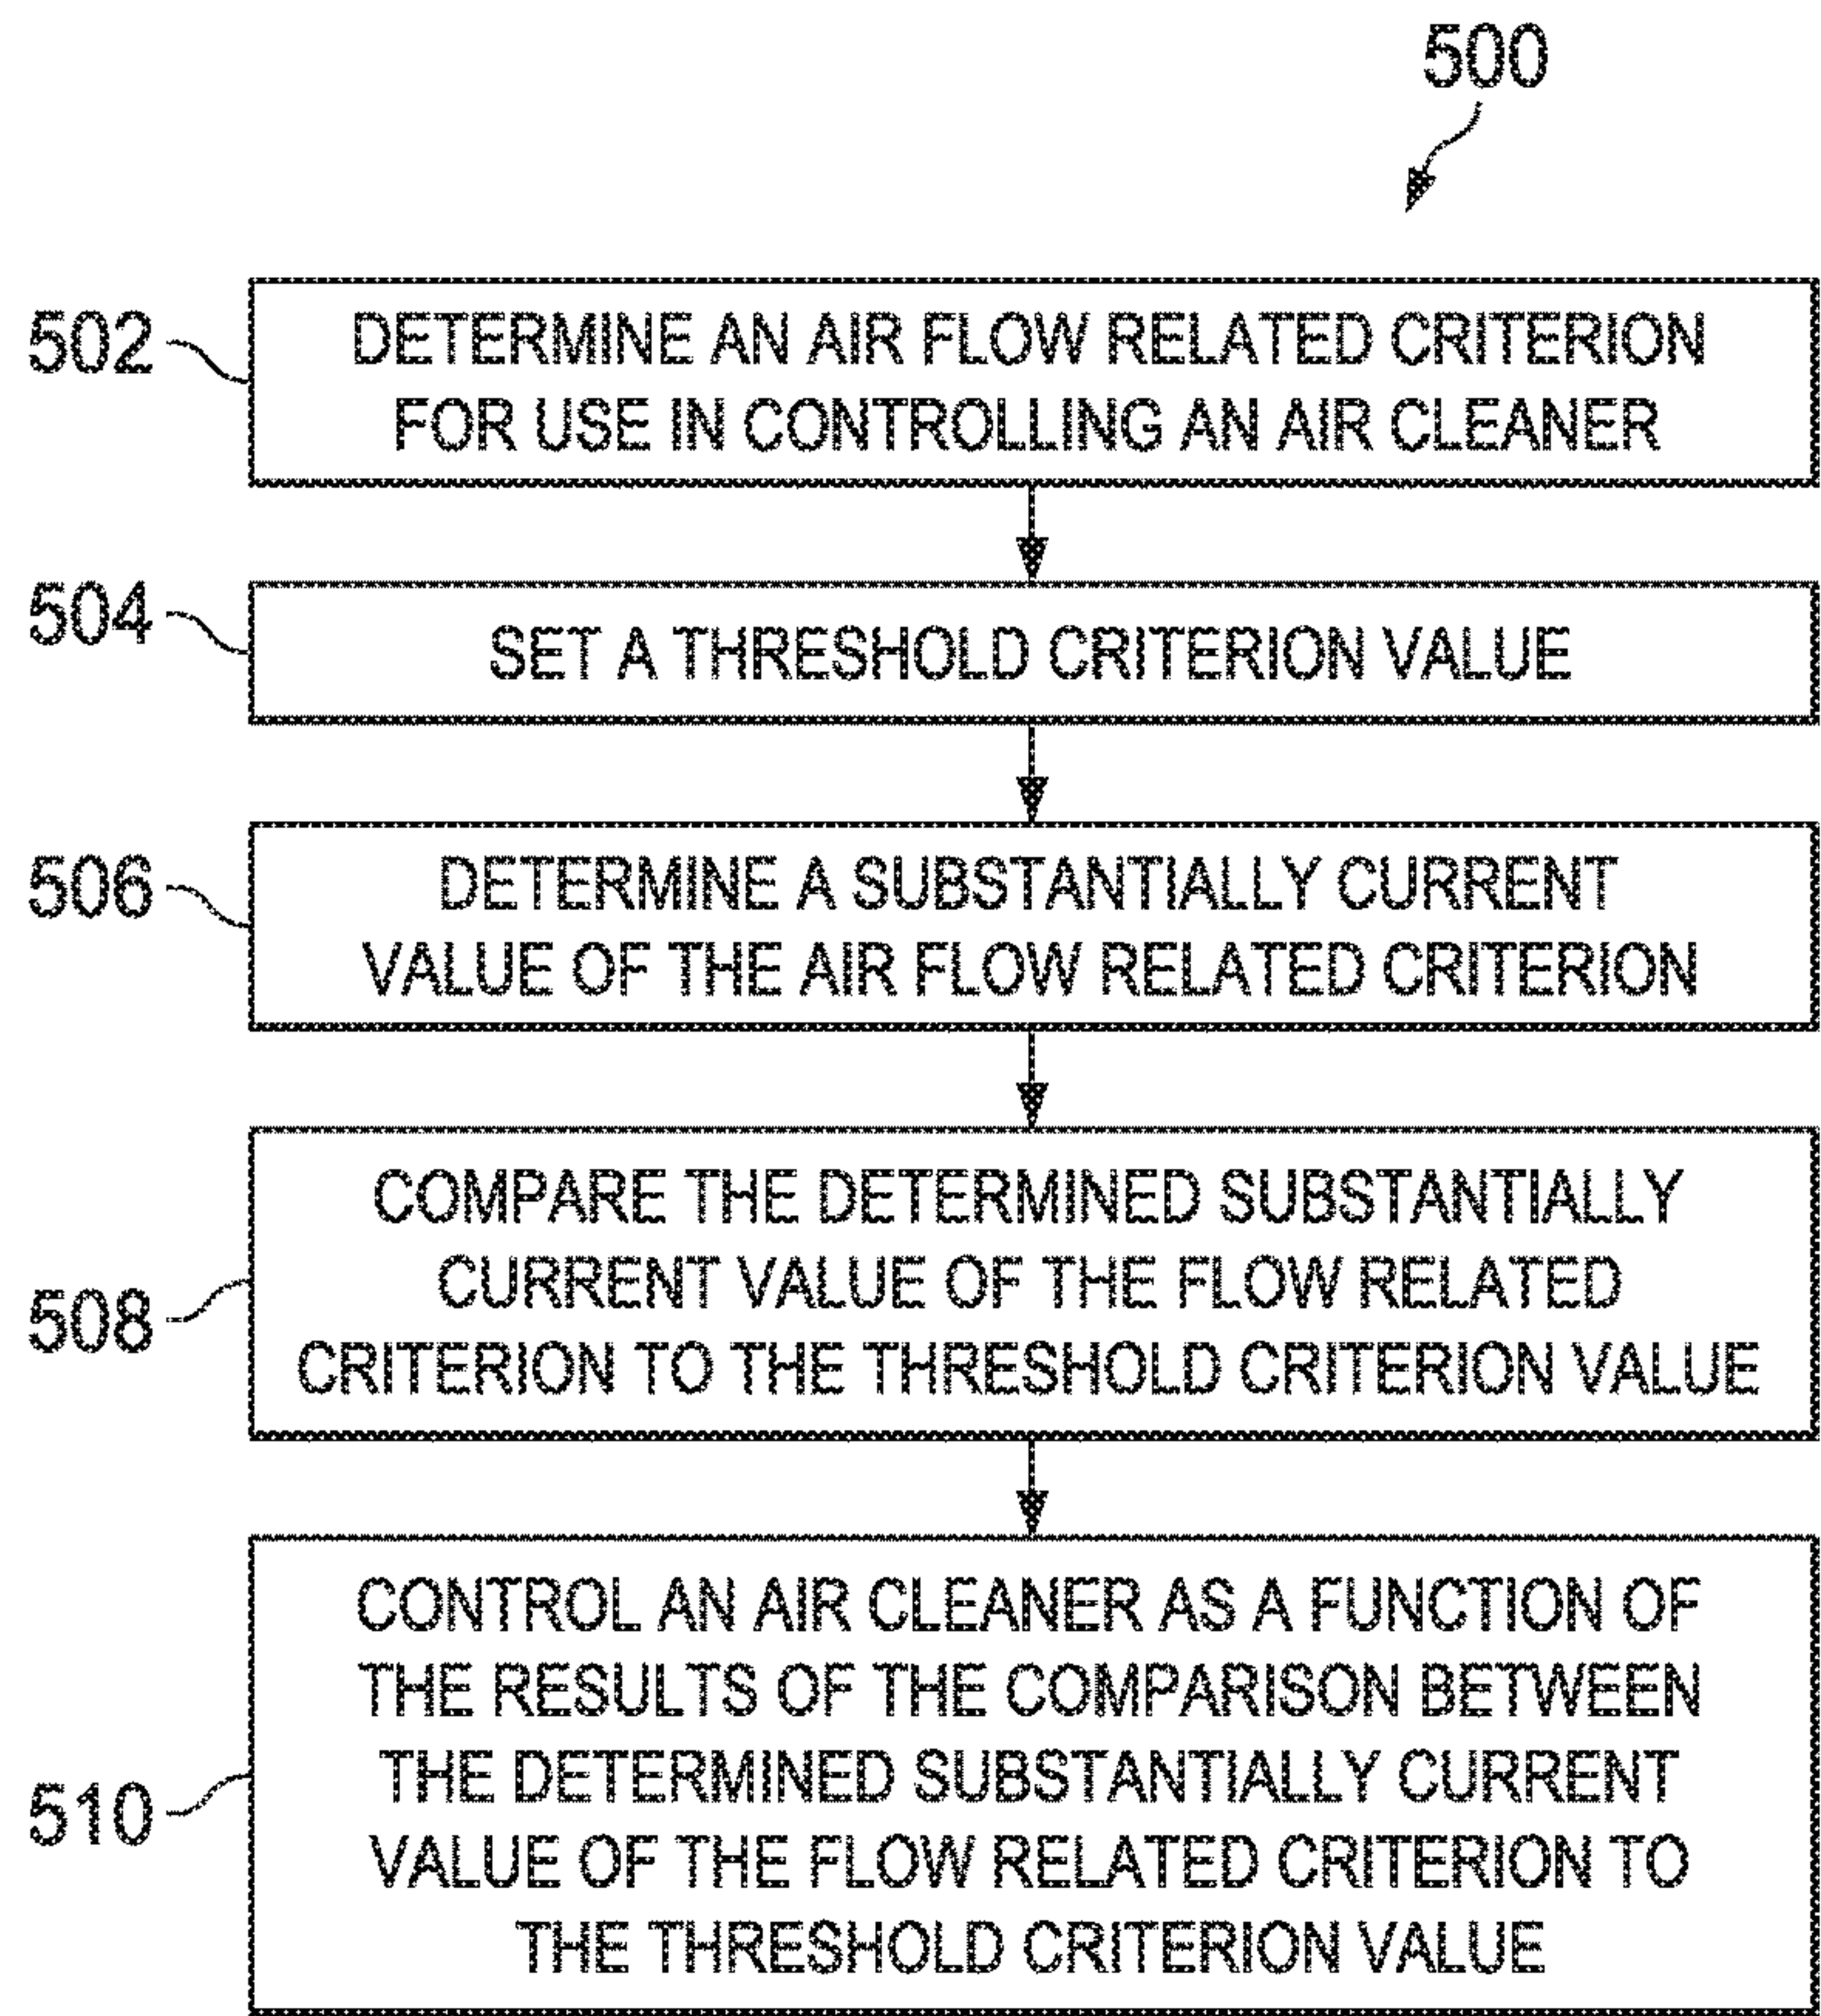 500
502
DETERMINE AN AIR FLOW RELATED CRITERION
FOR USE IN CONTROLLING AN AIR CLEANER
504
SET A THRESHOLD CRITERION VALUE
506
DETERMINE A SUBSTANTIALLY CURRENT
VALUE OF THE AIR FLOW RELATED CRITERION
508
COMPARE THE DETERMINED SUBSTANTIALLY
CURRENT VALUE OF THE FLOW RELATED
CRITERION TO THE THRESHOLD CRITERION VALUE
510
CONTROL AN AIR CLEANER AS A FUNCTION OF
THE RESULTS OF THE COMPARISON BETWEEN
THE DETERMINED SUBSTANTIALLY CURRENT
VALUE OF THE FLOW RELATED CRITERION TO
THE THRESHOLD CRITERION VALUE